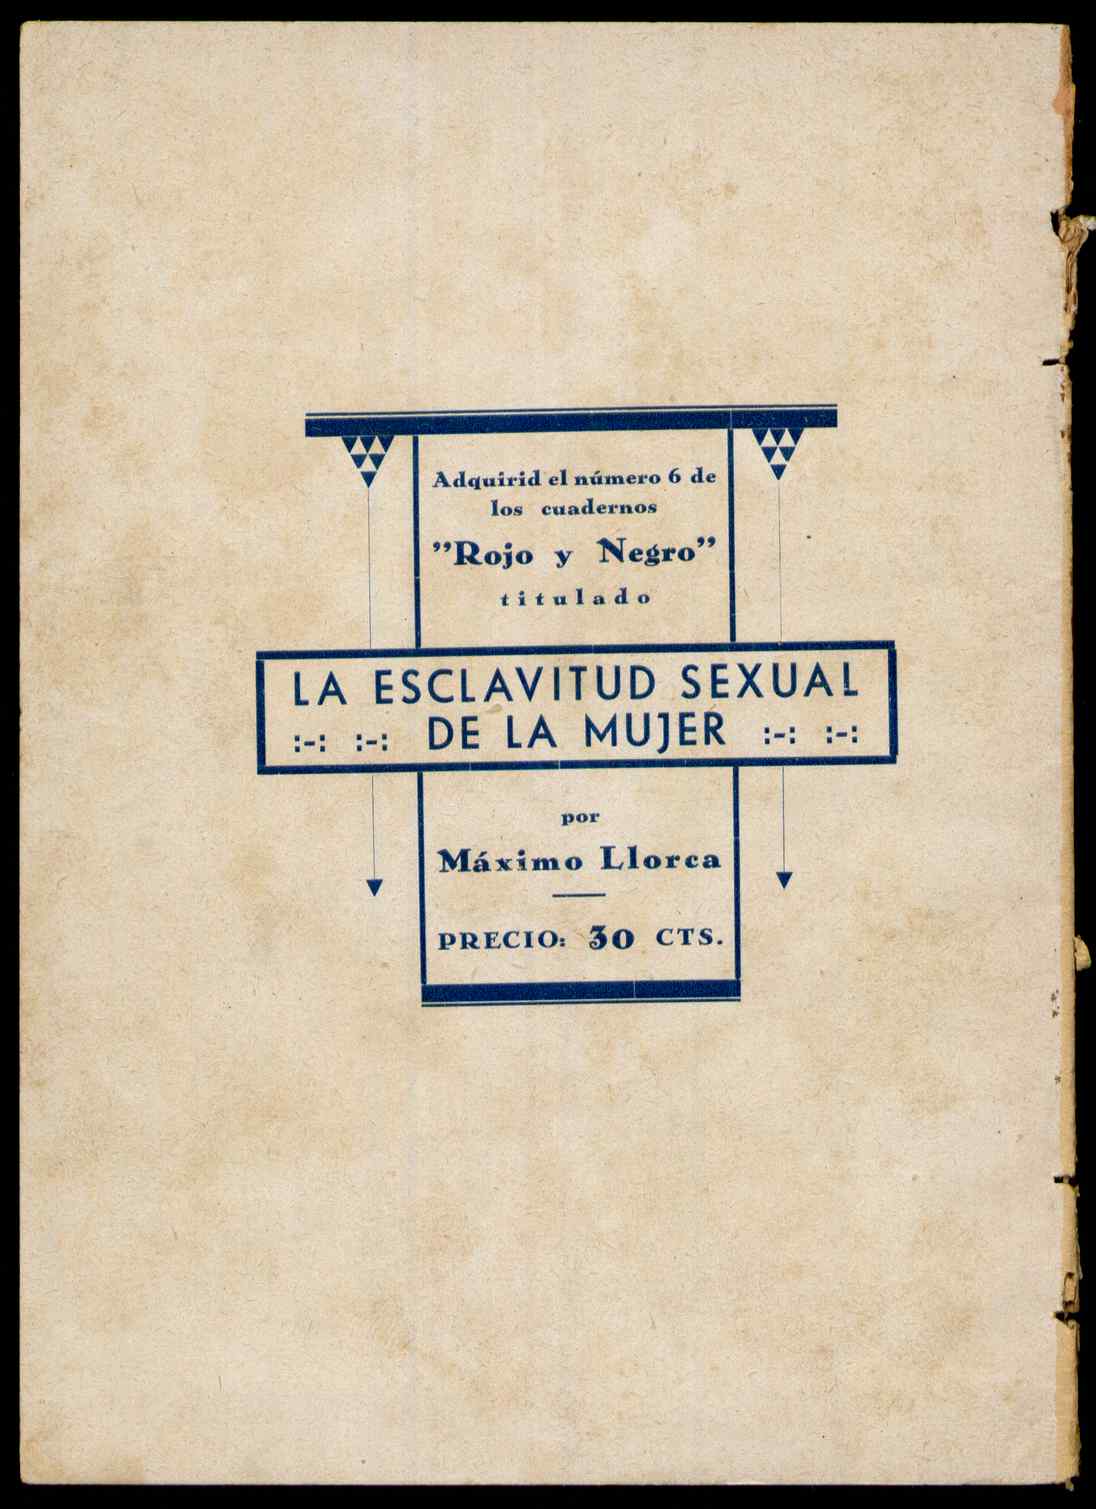 Adquirid el número 6 de
los cuadernos
"Rojo y Negro"
titulado
LA ESCLAVITUD SEXUAL
:-: :-: DE LA MUJER :-: :-:
por
Máximo Llorca
PRECIO: 30 CTS.